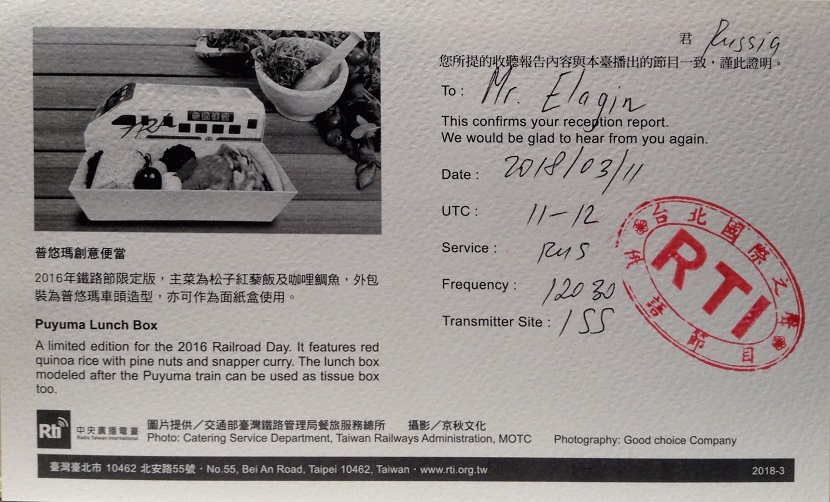 君 Russia
您所提的收聽報告內容與本臺播出的節目一致，謹此證明。
To : Mr. Elagin
This confirms your reception report.
We would be glad to hear from you again.
Date : 2018/03/11
UTC : 11-12
Service : RUS
Frequency : 12030
Transmitter Site : ISS
台北國際之聲
RTI
俄語節目
普悠瑪創意便當
2016年鐵路節限定版，主菜為松子紅藜飯及咖哩鯛魚，外包
裝為普悠瑪車頭造型，亦可作為面紙盒使用。
Puyuma Lunch Box
A limited edition for the 2016 Railroad Day. It features red
quinoa rice with pine nuts and snapper curry. The lunch box
modeled after the Puyuma train can be used as tissue box
too.
Rti 中央廣播電臺
Radio Taiwan International
圖片提供／交通部臺灣鐵路管理局餐旅服務總所 攝影／京秋文化
Photo: Catering Service Department, Taiwan Railways Administration, MOTC Photography: Good choice Company
臺灣臺北市 10462 北安路55號・No.55, Bei An Road, Taipei 10462, Taiwan・www.rti.org.tw 2018-3